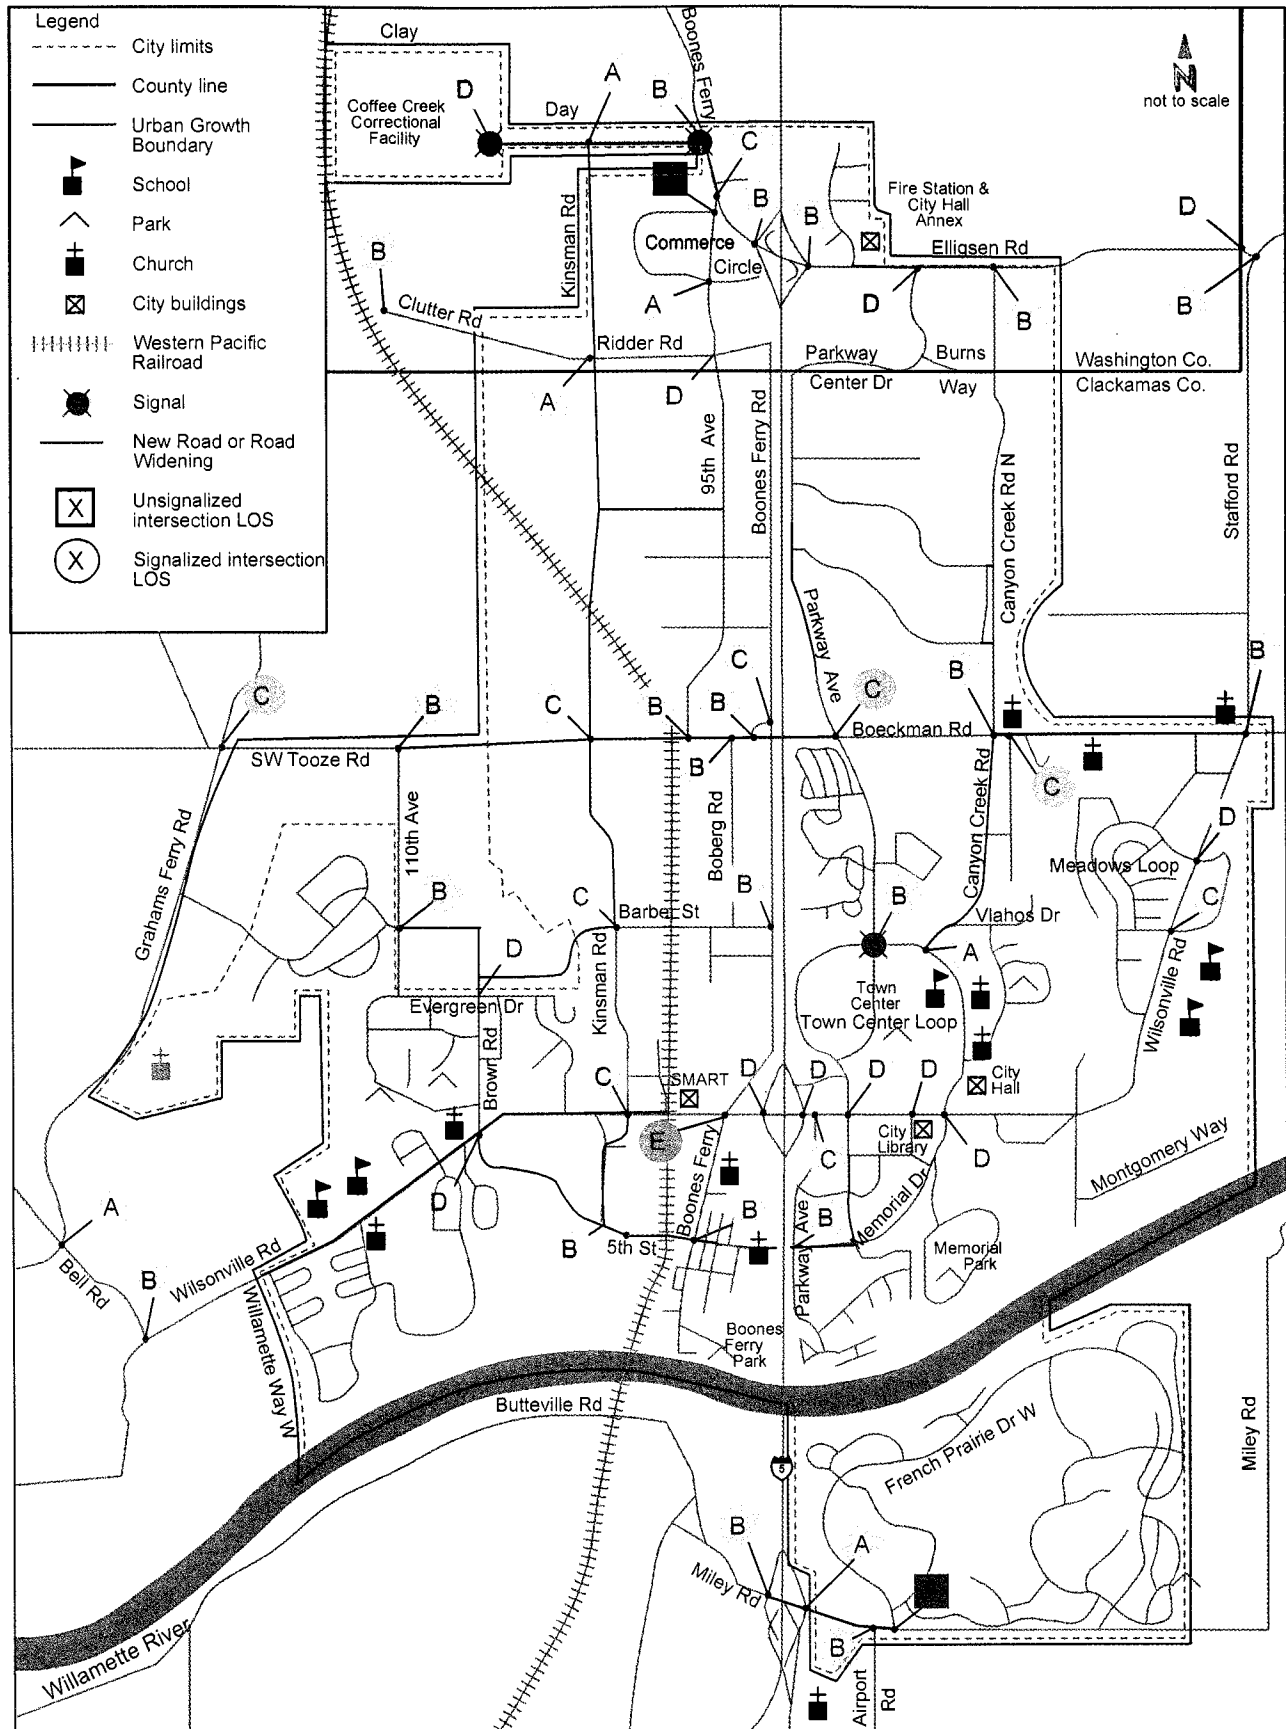 Legend
City limits
County line
Urban Growth
Boundary
School
Park
Church
City buildings
Western Pacific
Railroad
Signal
New Road or Road
Widening
X
Unsignalized
intersection LOS
X
Signalized intersection
LOS
N
not to scale
Clay
Boones Ferry
A
B
D
Coffee Creek
Correctional
Facility
Day
C
Kinsman Rd
B
B
Fire Station &
City Hall
Annex
D
Commerce
Circle
Elligsen Rd
B
Clutter Rd
A
D
B
B
Ridder Rd
Parkway
Center Dr
Burns
Way
Washington Co.
Clackamas Co.
A
D
95th Ave
Boones Ferry Rd
Canyon Creek Rd N
Stafford Rd
Parkway Ave
C
B
C
B
C
B
B
C
B
SW Tooze Rd
Boeckman Rd
B
C
Grahams Ferry Rd
110th Ave
Boberg Rd
Canyon Creek Rd
Meadows Loop
D
B
C
Barber St
B
B
Vlahos Dr
C
D
A
Wilsonville Rd
Evergreen Dr
Kinsman Rd
Town
Center
Town Center Loop
Brown Rd
C
SMART
D
D
D
D
City
Hall
E
City
Library
C
D
Montgomery Way
D
Boones Ferry
Memorial Dr
A
B
B
B
5th St
Parkway Ave
Memorial
Park
Bell Rd
B
Wilsonville Rd
Willamette Way W
Boones
Ferry
Park
Butteville Rd
5
French Prairie Dr W
Miley Rd
B
A
Miley Rd
B
Willamette River
Airport
Rd